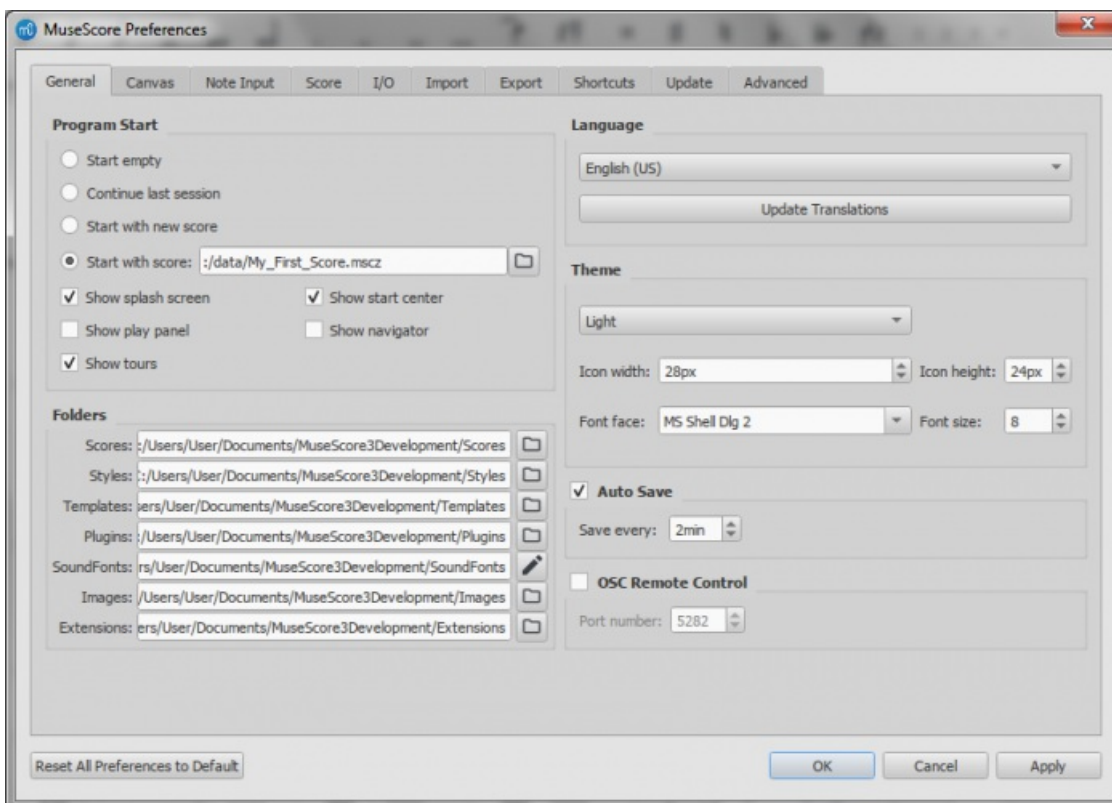 MuseScore Preferences
General Canvas Note Input Score I/O Import Export Shortcuts Update Advanced
Program Start
Start empty
Continue last session
Start with new score
Start with score: :/data/My_First_Score.mscz
Show splash screen Show start center
Show play panel Show navigator
Show tours
Folders
Scores: :/Users/User/Documents/MuseScore3Development/Scores
Styles: :/Users/User/Documents/MuseScore3Development/Styles
Templates: sers/User/Documents/MuseScore3Development/Templates
Plugins: :/Users/User/Documents/MuseScore3Development/Plugins
SoundFonts: rs/User/Documents/MuseScore3Development/SoundFonts
Images: /Users/User/Documents/MuseScore3Development/Images
Extensions: ers/User/Documents/MuseScore3Development/Extensions
Language
English (US)
Update Translations
Theme
Light
Icon width: 28px Icon height: 24px
Font face: MS Shell Dlg 2 Font size: 8
Auto Save
Save every: 2min
OSC Remote Control
Port number: 5282
Reset All Preferences to Default OK Cancel Apply